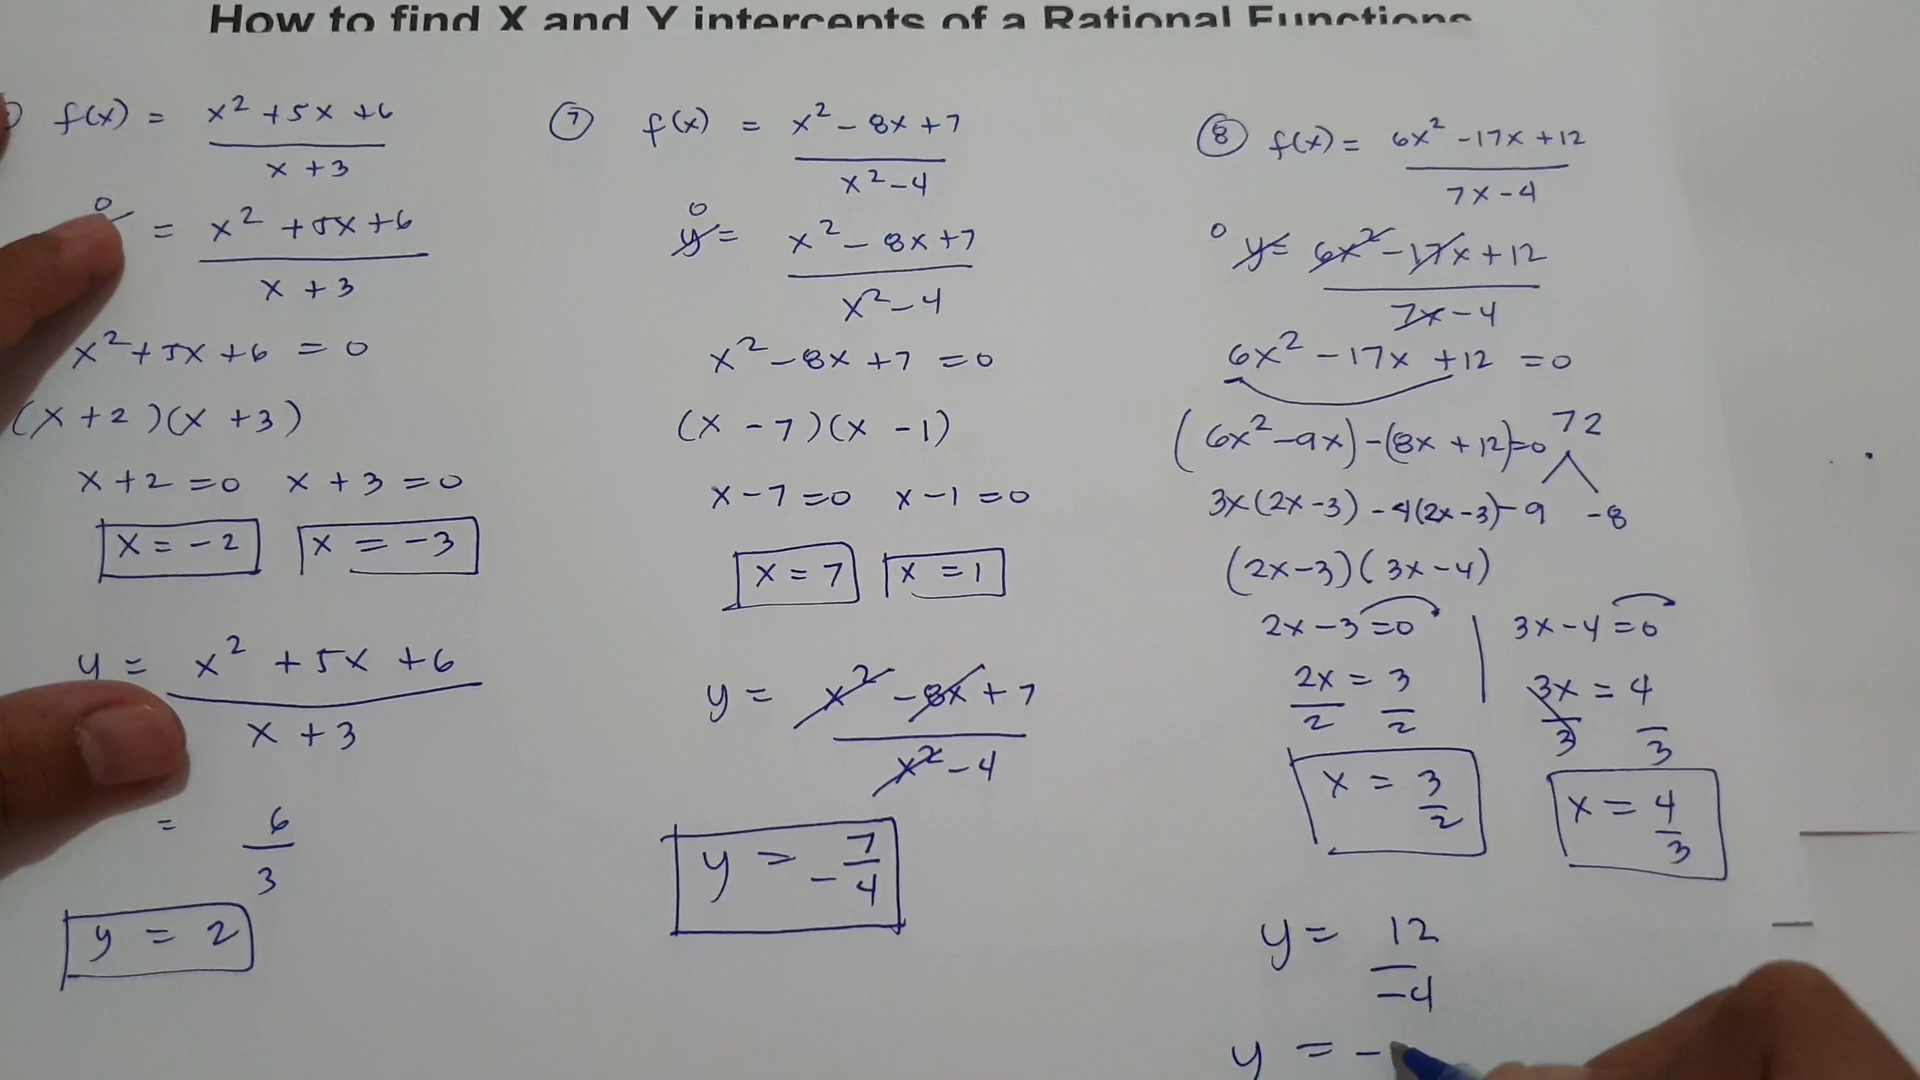 How to find X and Y intercepts of a Rational Functions
f(x) = x² + 5x + 6
x + 3
0
= x² + 5x + 6
x + 3
x² + 5x + 6 = 0
(x + 2)(x + 3)
x + 2 = 0 x + 3 = 0
x = -2 x = -3
y = x² + 5x + 6
x + 3
= 6
3
y = 2
⑦ f(x) = x² - 8x + 7
x² - 4
0
y = x² - 8x + 7
x² - 4
x² - 8x + 7 = 0
(x - 7)(x - 1)
x - 7 = 0 x - 1 = 0
x = 7 x = 1
y = x² - 8x + 7
x² - 4
y = - 7
4
⑧ f(x) = 6x² - 17x + 12
7x - 4
0 y = 6x² - 17x + 12
7x - 4
6x² - 17x + 12 = 0
72
(6x² - 9x) - (8x + 12) = 0
3x(2x - 3) - 4(2x - 3) - 9 - 8
(2x - 3)(3x - 4)
2x - 3 = 0 3x - 4 = 0
2x = 3 3x = 4
2 2 3 3
x = 3 x = 4
2 3
y = 12
-4
y = -